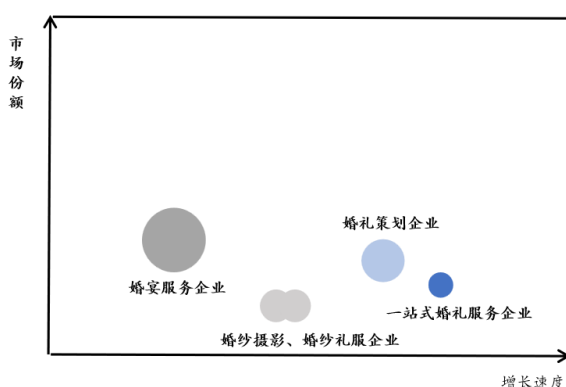 市场份额
婚礼策划企业
婚宴服务企业
一站式婚礼服务企业
婚纱摄影、婚纱礼服企业
增长速度